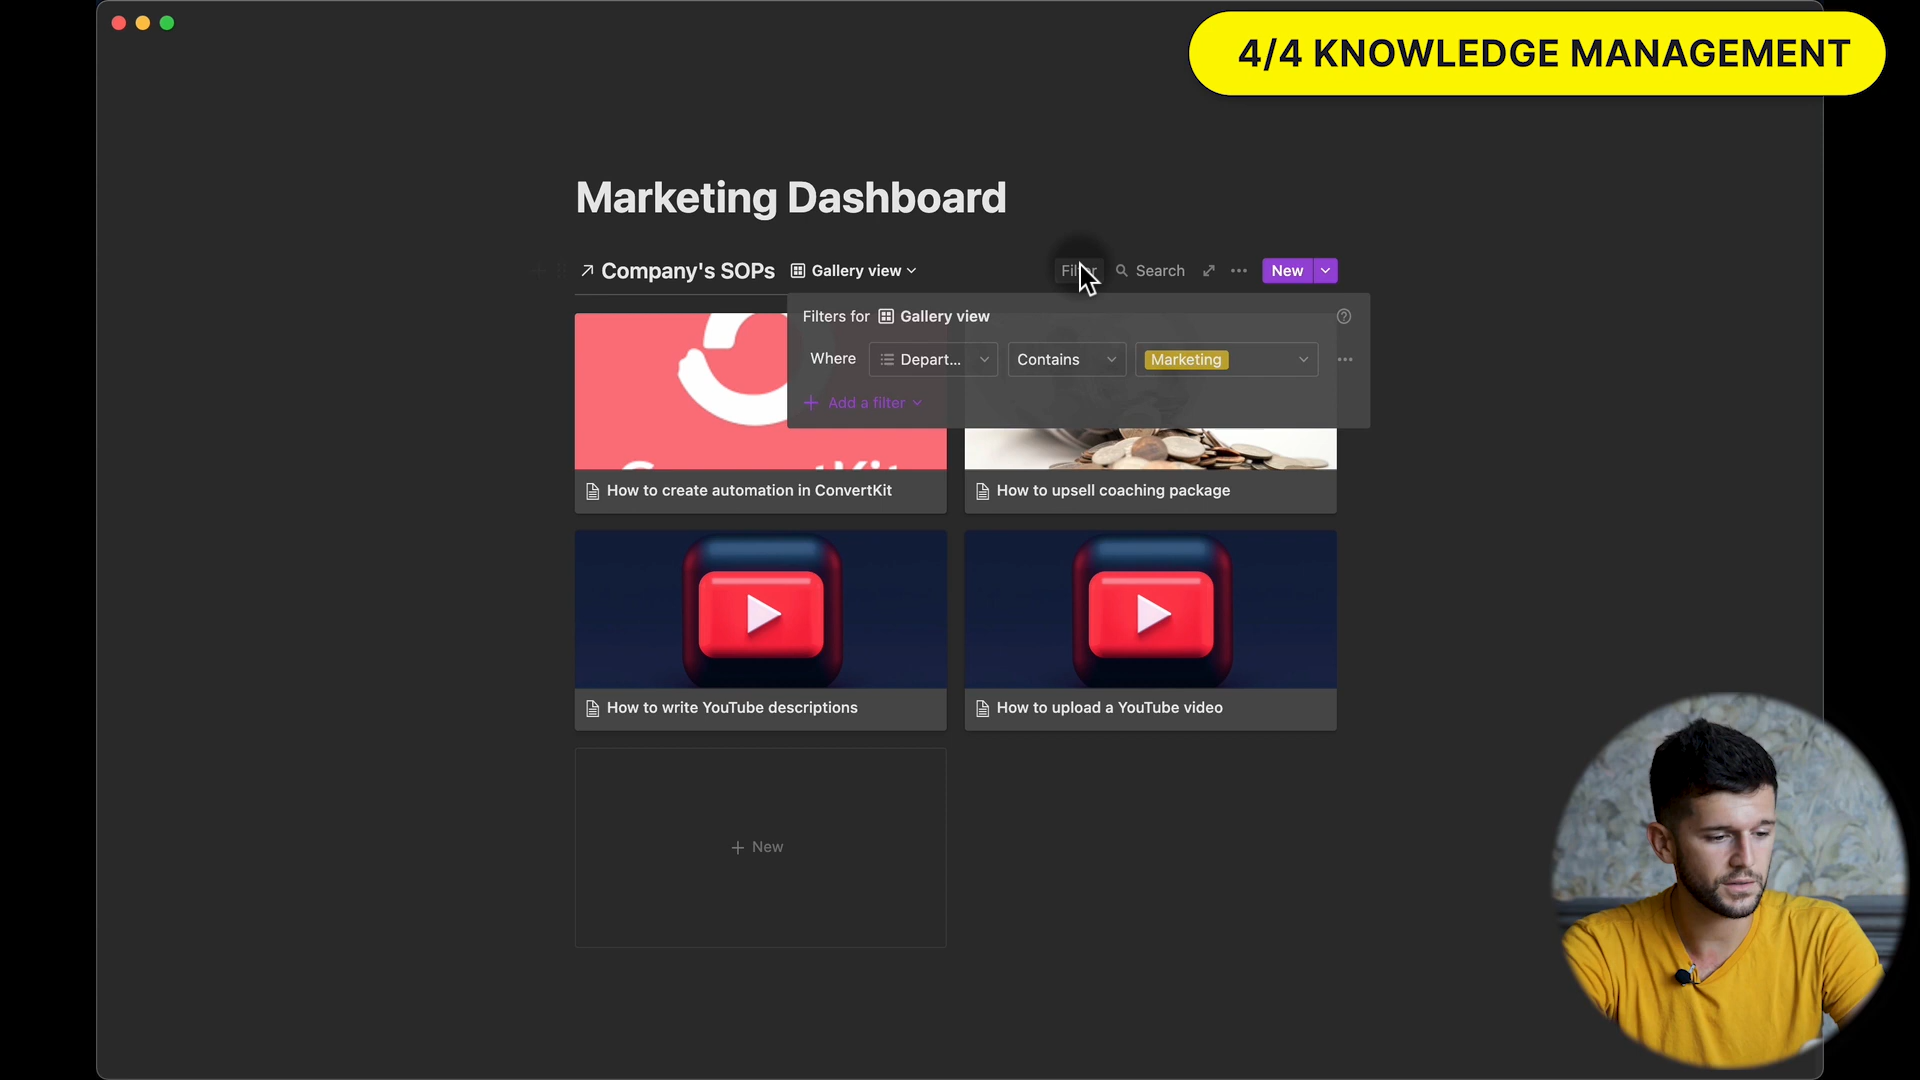 4/4 KNOWLEDGE MANAGEMENT
Marketing Dashboard
Company's SOPs Gallery view Search New
Filters for Gallery view
Where Depart... Contains Marketing
Add a filter
How to create automation in ConvertKit
How to upsell coaching package
How to write YouTube descriptions
How to upload a YouTube video
New